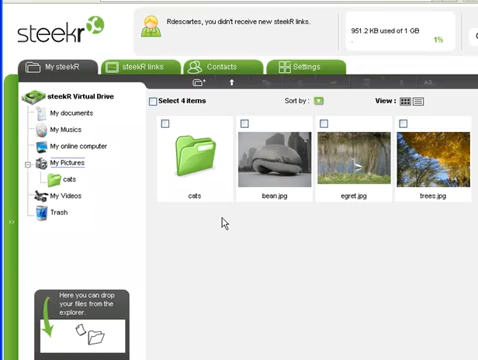 steekr
Rdescartes, you didn't receive new steekR links.
951.2 KB used of 1 GB
1%
My steekR
steekR links
Contacts
Settings
steekR Virtual Drive
My documents
My Musics
My online computer
My Pictures
cats
My Videos
Trash
Select 4 items
Sort by :
View :
cats
bean.jpg
egret.jpg
trees.jpg
Here you can drop
your files from the
explorer.